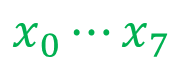 x₀ ⋯ x₇